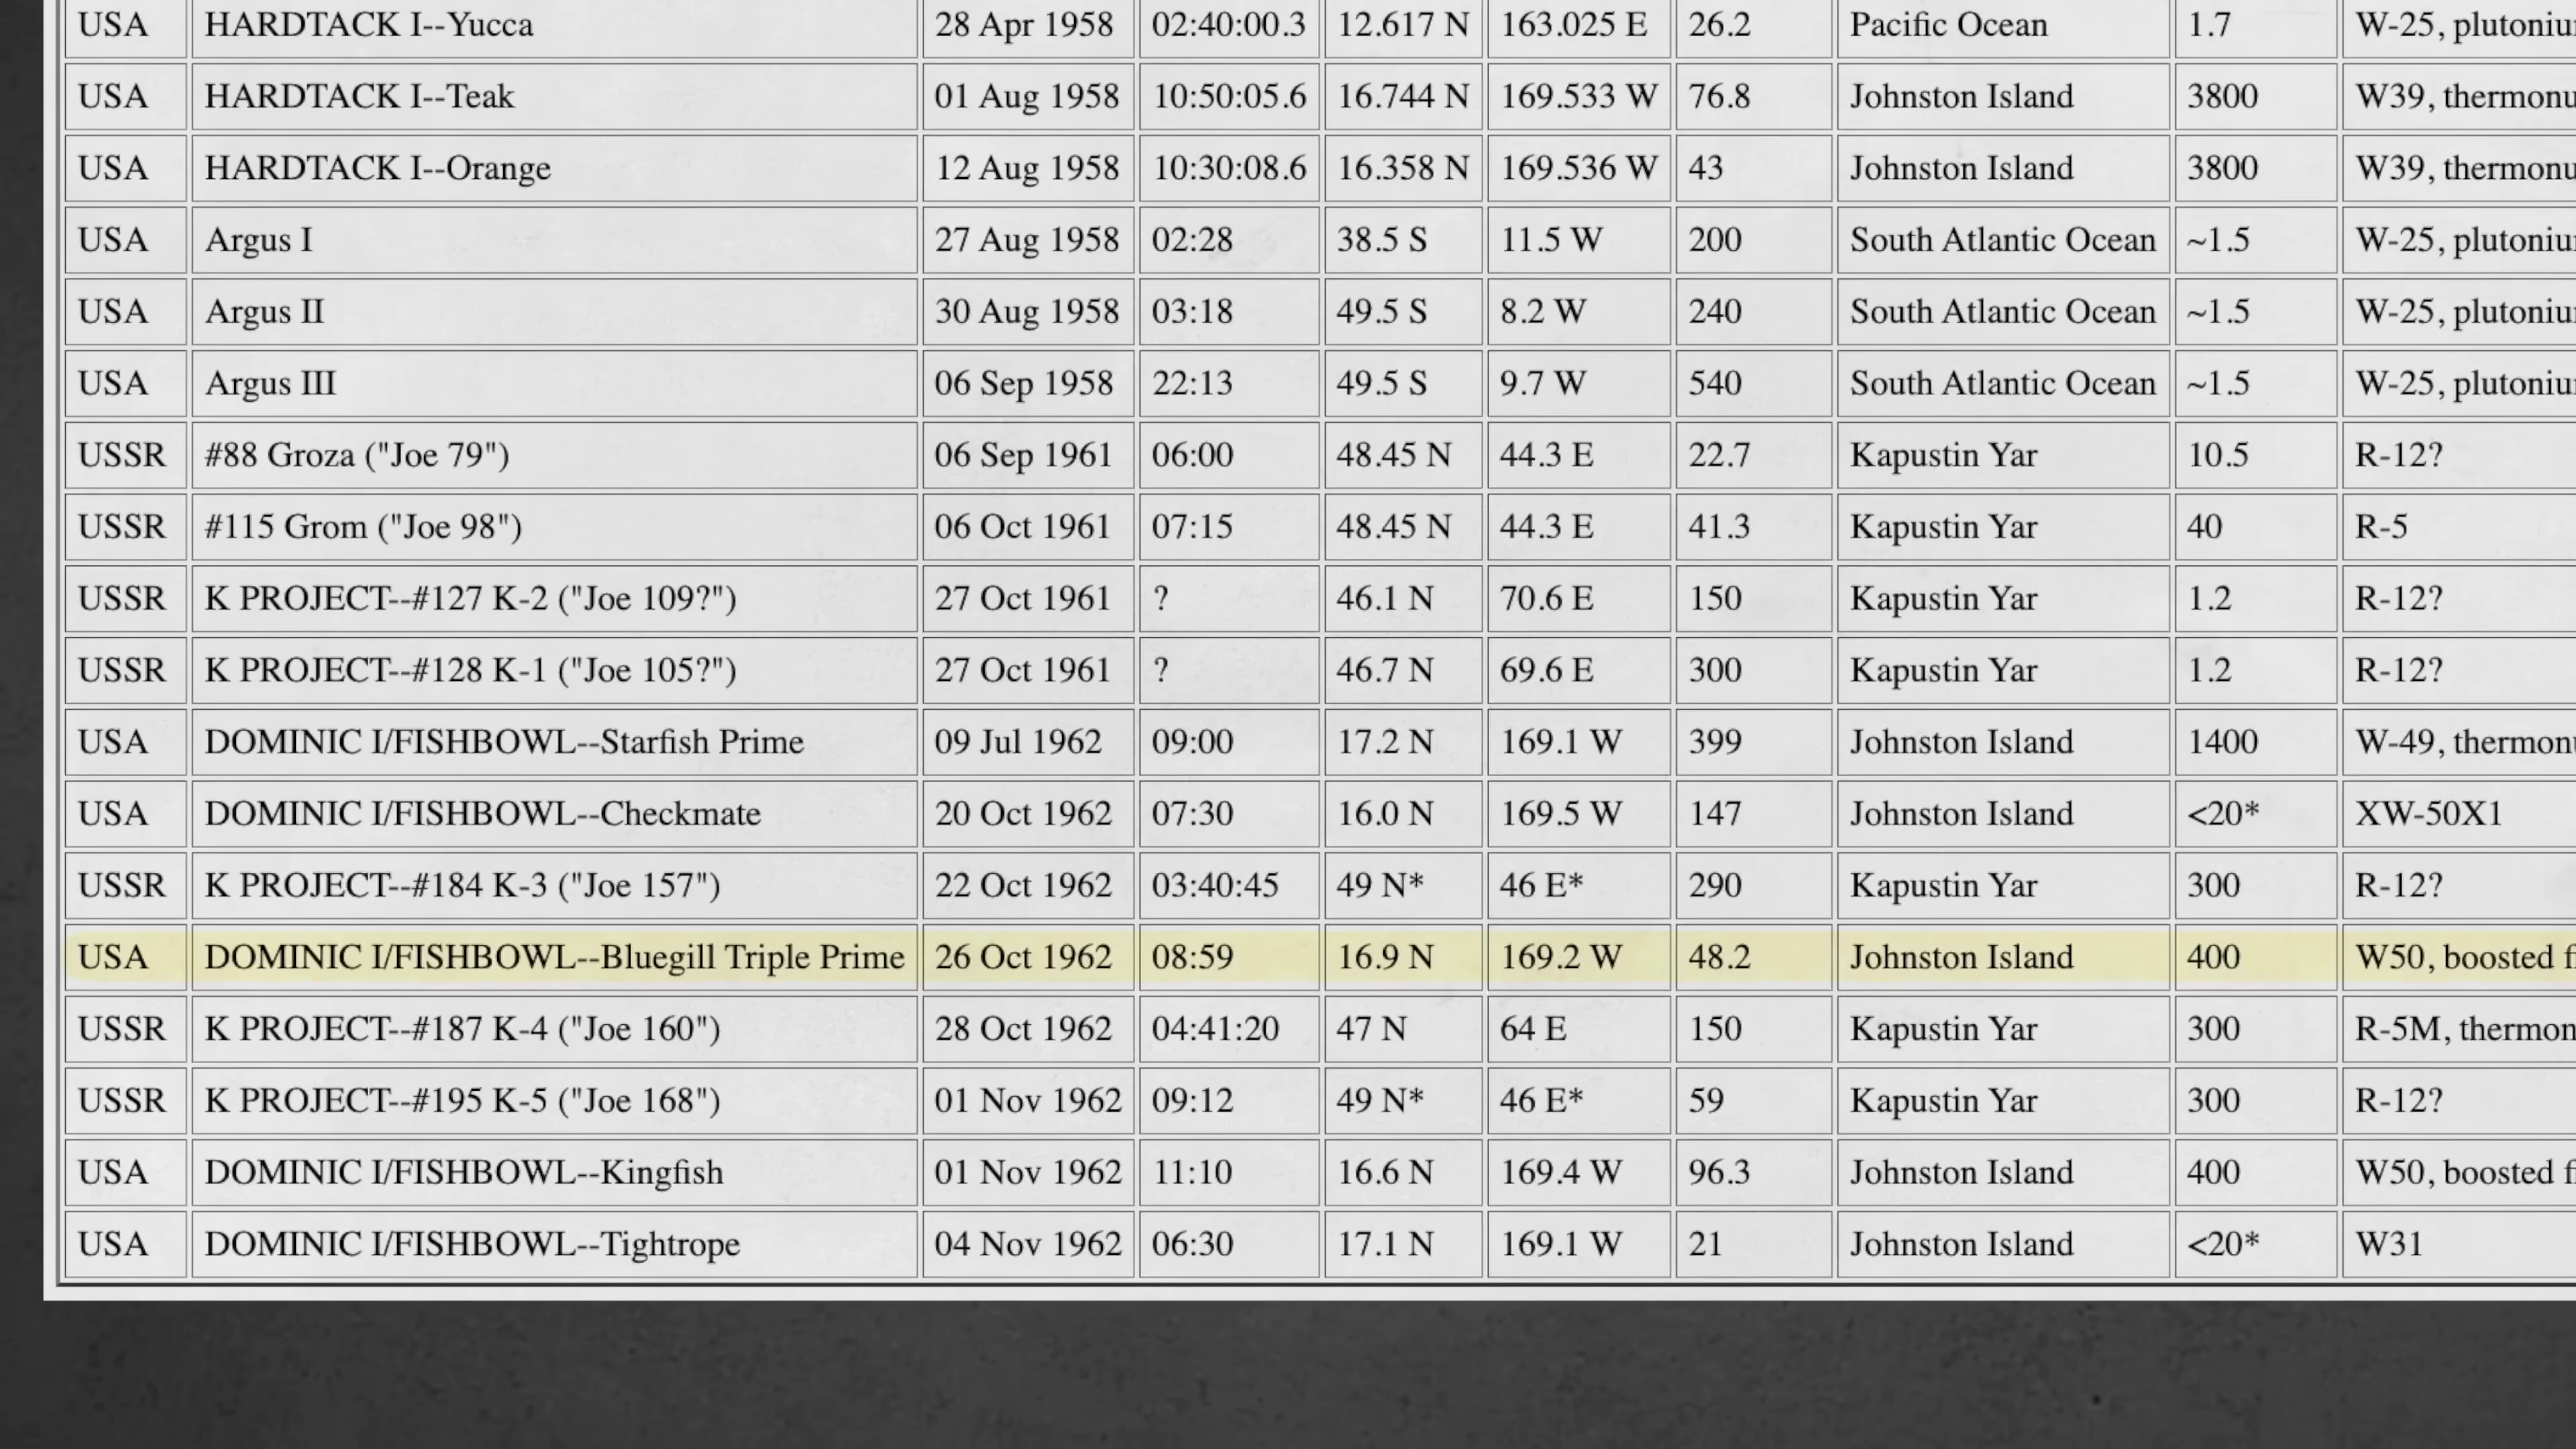 USA HARDTACK I--Yucca 28 Apr 1958 02:40:00.3 12.617 N 163.025 E 26.2 Pacific Ocean 1.7 W-25,
USA HARDTACK I--Teak 01 Aug 1958 10:50:05.6 16.744 N 169.533 W 76.8 Johnston Island 3800 W39,
USA HARDTACK I--Orange 12 Aug 1958 10:30:08.6 16.358 N 169.536 W 43 Johnston Island 3800 W39,
USA Argus I 27 Aug 1958 02:28 38.5 S 11.5 W 200 South Atlantic Ocean ~1.5 W-25,
USA Argus II 30 Aug 1958 03:18 49.5 S 8.2 W 240 South Atlantic Ocean ~1.5 W-25,
USA Argus III 06 Sep 1958 22:13 49.5 S 9.7 W 540 South Atlantic Ocean ~1.5 W-25,
USSR #88 Groza ("Joe 79") 06 Sep 1961 06:00 48.45 N 44.3 E 22.7 Kapustin Yar 10.5 R-12?
USSR #115 Grom ("Joe 98") 06 Oct 1961 07:15 48.45 N 44.3 E 41.3 Kapustin Yar 40 R-5
USSR K PROJECT--#127 K-2 ("Joe 109?") 27 Oct 1961 ? 46.1 N 70.6 E 150 Kapustin Yar 1.2 R-12?
USSR K PROJECT--#128 K-1 ("Joe 105?") 27 Oct 1961 ? 46.7 N 69.6 E 300 Kapustin Yar 1.2 R-12?
USA DOMINIC I/FISHBOWL--Starfish Prime 09 Jul 1962 09:00 17.2 N 169.1 W 399 Johnston Island 1400 W-49,
USA DOMINIC I/FISHBOWL--Checkmate 20 Oct 1962 07:30 16.0 N 169.5 W 147 Johnston Island <20* XW-50X1
USSR K PROJECT--#184 K-3 ("Joe 157") 22 Oct 1962 03:40:45 49 N* 46 E* 290 Kapustin Yar 300 R-12?
USA DOMINIC I/FISHBOWL--Bluegill Triple Prime 26 Oct 1962 08:59 16.9 N 169.2 W 48.2 Johnston Island 400 W50, boosted
USSR K PROJECT--#187 K-4 ("Joe 160") 28 Oct 1962 04:41:20 47 N 64 E 150 Kapustin Yar 300 R-5M,
USSR K PROJECT--#195 K-5 ("Joe 168") 01 Nov 1962 09:12 49 N* 46 E* 59 Kapustin Yar 300 R-12?
USA DOMINIC I/FISHBOWL--Kingfish 01 Nov 1962 11:10 16.6 N 169.4 W 96.3 Johnston Island 400 W50, boosted
USA DOMINIC I/FISHBOWL--Tightrope 04 Nov 1962 06:30 17.1 N 169.1 W 21 Johnston Island <20* W31